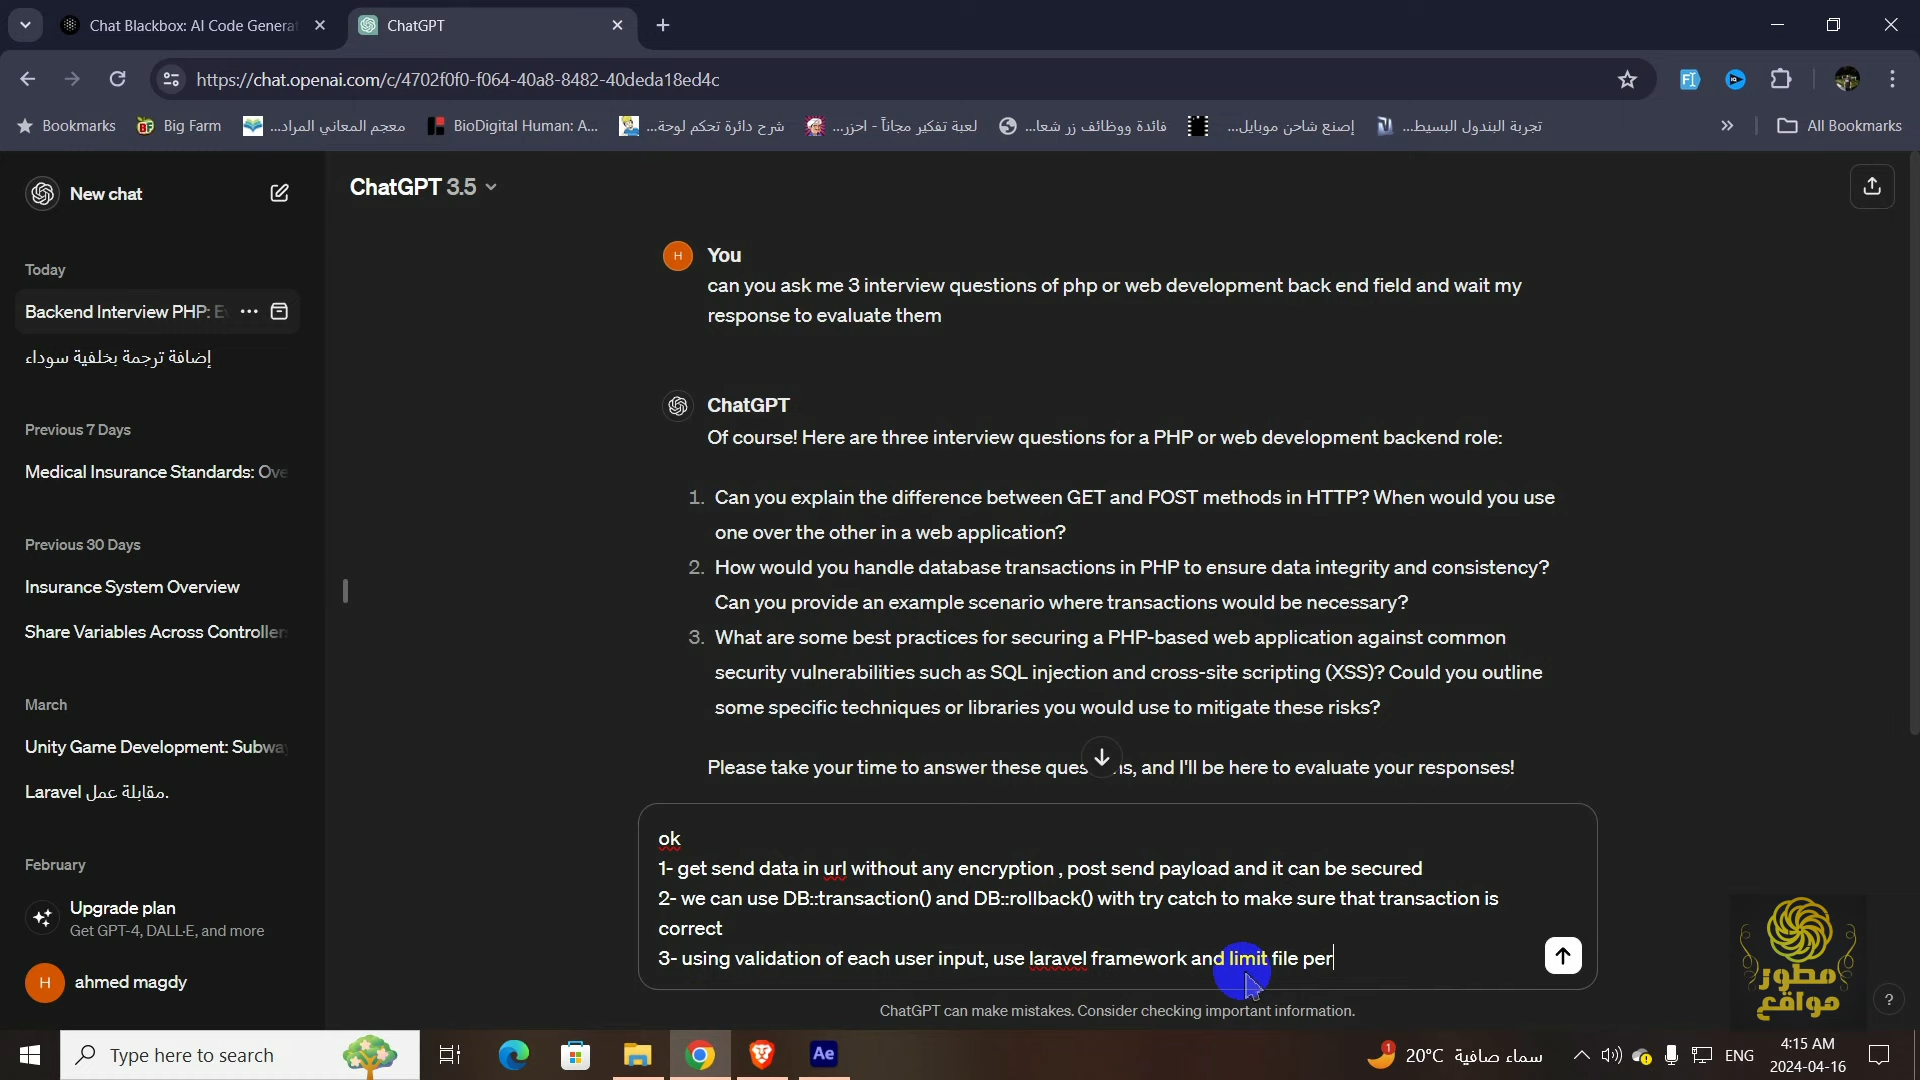 Chat Blackbox: AI Code Generat
ChatGPT
https://chat.openai.com/c/4702f0f0-f064-40a8-8482-40deda18ed4c
Bookmarks
Big Farm
معجم المعاني المراد...
BioDigital Human: A...
شرح دائرة تحكم لوحة...
لعبة تفكير مجاناً - احزر...
فائدة ووظائف زر شعا...
إصنع شاحن موبايل...
تجربة البندول البسيط...
All Bookmarks
New chat
ChatGPT 3.5
Today
Backend Interview PHP: E
إضافة ترجمة بخلفية سوداء
Previous 7 Days
Medical Insurance Standards: Ove
Previous 30 Days
Insurance System Overview
Share Variables Across Controller
March
Unity Game Development: Subwa
مقابلة عمل Laravel.
February
Upgrade plan
Get GPT-4, DALL·E, and more
H
ahmed magdy
H
You
can you ask me 3 interview questions of php or web development back end field and wait my
response to evaluate them
ChatGPT
Of course! Here are three interview questions for a PHP or web development backend role:
1. Can you explain the difference between GET and POST methods in HTTP? When would you use
one over the other in a web application?
2. How would you handle database transactions in PHP to ensure data integrity and consistency?
Can you provide an example scenario where transactions would be necessary?
3. What are some best practices for securing a PHP-based web application against common
security vulnerabilities such as SQL injection and cross-site scripting (XSS)? Could you outline
some specific techniques or libraries you would use to mitigate these risks?
Please take your time to answer these ques ns, and I'll be here to evaluate your responses!
ok
1- get send data in url without any encryption , post send payload and it can be secured
2- we can use DB::transaction() and DB::rollback() with try catch to make sure that transaction is
correct
3- using validation of each user input, use laravel framework and limit file per
ChatGPT can make mistakes. Consider checking important information.
مطور
مواقع
?
Type here to search
Ae
1
20°C سماء صافية
ENG
4:15 AM
2024-04-16